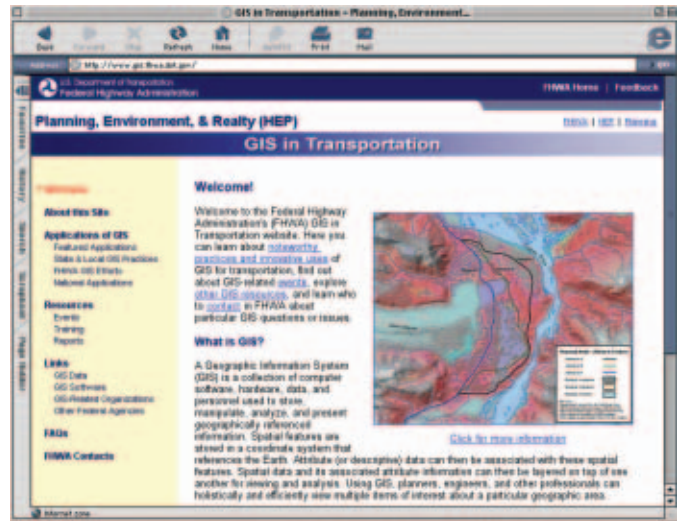 GIS in Transportation - Planning, Environment...
Back Forward Stop Refresh Home Print Mail
http://www.gis.fhwa.dot.gov/
U.S. Department of Transportation
Federal Highway Administration
FHWA Home | Feedback
Planning, Environment, & Realty (HEP)
FHWA | HEP | Planning
GIS in Transportation
Favorites
History
Search
Scrapbook
Page Holder
About this Site
Applications of GIS
Featured Applications
State & Local GIS Practices
FHWA GIS Efforts
National Applications
Resources
Events
Training
Reports
Links
GIS Data
GIS Software
GIS-Related Organizations
Other Federal Agencies
FAQs
FHWA Contacts
Welcome!
Welcome to the Federal Highway
Administration's (FHWA) GIS in
Transportation website. Here you
can learn about noteworthy
practices and innovative uses of
GIS for transportation, find out
about GIS-related events, explore
other GIS resources, and learn who
to contact in FHWA about
particular GIS questions or issues.
What is GIS?
A Geographic Information System
(GIS) is a collection of computer
software, hardware, data, and
personnel used to store,
manipulate, analyze, and present
geographically referenced
information. Spatial features are
stored in a coordinate system that
references the Earth. Attribute (or descriptive) data can then be associated with these spatial
features. Spatial data and its associated attribute information can then be layered on top of one
another for viewing and analysis. Using GIS, planners, engineers, and other professionals can
holistically and efficiently view multiple items of interest about a particular geographic area.
Click for more information
Internet zone